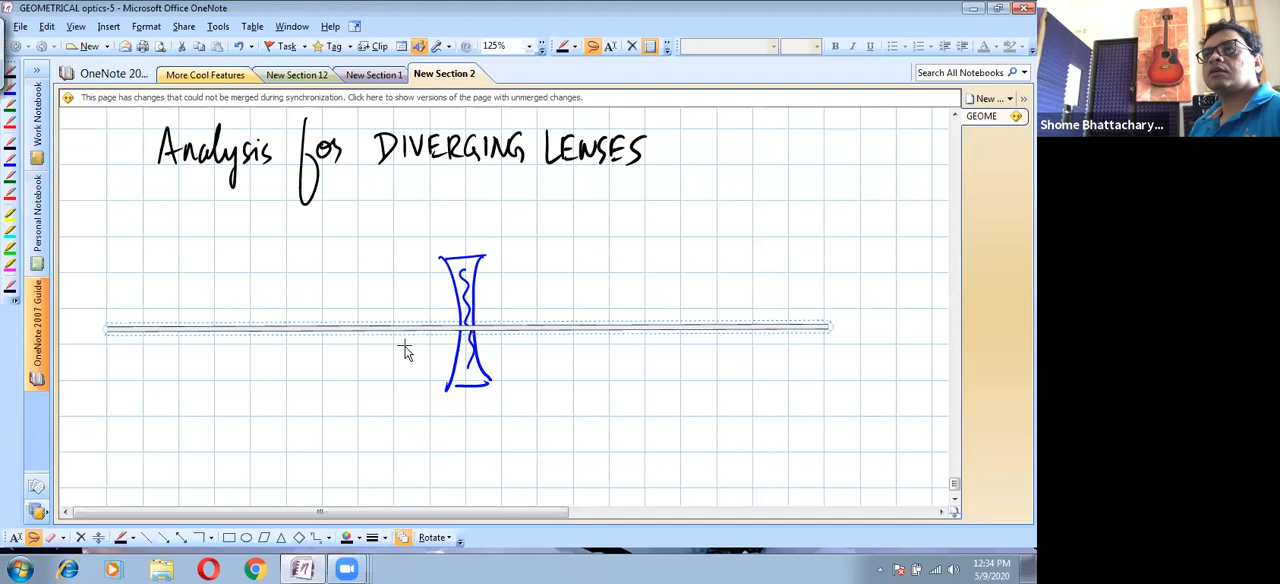 GEOMETRICAL optics-5 - Microsoft Office OneNote
File Edit View Insert Format Share Tools Table Window Help
New Task Tag Clip 125% B I U
OneNote 20... More Cool Features New Section 12 New Section 1 New Section 2 Search All Notebooks
This page has changes that could not be merged during synchronization. Click here to show versions of the page with unmerged changes.
New ...
GEOME
Shome Bhattachary...
Work Notebook
Personal Notebook
OneNote 2007 Guide
Analysis for DIVERGING LENSES
Rotate
12:34 PM
5/9/2020